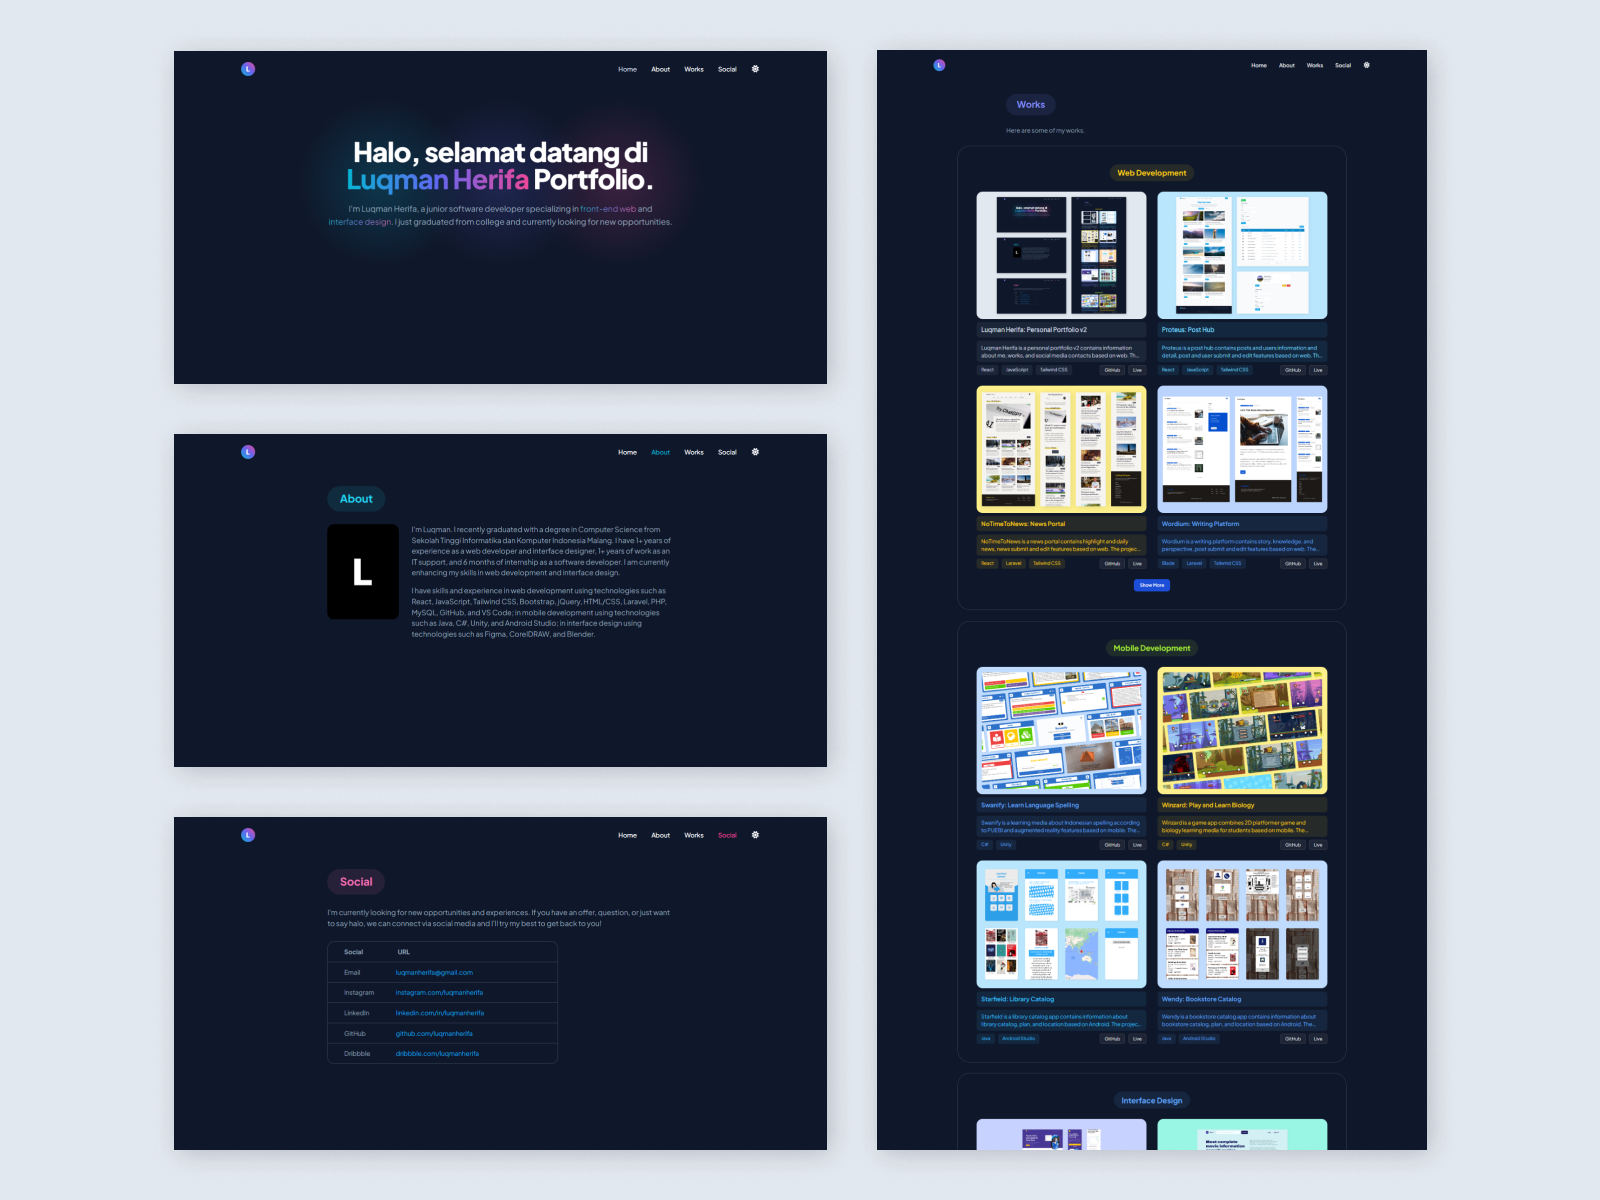 L
Home About Works Social
Halo, selamat datang di
Luqman Herifa Portfolio.
I'm Luqman Herifa, a junior software developer specializing in front-end web and
interface design. I just graduated from college and currently looking for new opportunities.
L
Home About Works Social
About
L
I'm Luqman. I recently graduated with a degree in Computer Science from
Sekolah Tinggi Informatika dan Komputer Indonesia Malang. I have 1+ years of
experience as a web developer and interface designer, 1+ years of work as an
IT support, and 6 months of internship as a software developer. I am currently
enhancing my skills in web development and interface design.
I have skills and experience in web development using technologies such as
React, JavaScript, Tailwind CSS, Bootstrap, jQuery, HTML/CSS, Laravel, PHP,
MySQL, GitHub, and VS Code; in mobile development using technologies
such as Java, C#, Unity, and Android Studio; in interface design using
technologies such as Figma, CorelDRAW, and Blender.
L
Home About Works Social
Social
I'm currently looking for new opportunities and experiences. If you have an offer, question, or just want
to say halo, we can connect via social media and I'll try my best to get back to you!
Social URL
Email luqmanherifa@gmail.com
Instagram instagram.com/luqmanherifa
LinkedIn linkedin.com/in/luqmanherifa
GitHub github.com/luqmanherifa
Dribbble dribbble.com/luqmanherifa
L
Home About Works Social
Works
Here are some of my works.
Web Development
Luqman Herifa: Personal Portfolio v2
Luqman Herifa is a personal portfolio v2 contains information
about me, works, and social media contacts based on web. Th...
React JavaScript Tailwind CSS GitHub Live
Proteus: Post Hub
Proteus is a post hub contains posts and users information and
detail, post and user submit and edit features based on web. Th...
React JavaScript Tailwind CSS GitHub Live
NoTimeToNews: News Portal
NoTimeToNews is a news portal contains highlight and daily
news, news submit and edit features based on web. The projec...
React Laravel Tailwind CSS GitHub Live
Wordium: Writing Platform
Wordium is a writing platform contains story, knowledge, and
perspective, post submit and edit features based on web. The...
Blade Laravel Tailwind CSS GitHub Live
Show More
Mobile Development
Swanify: Learn Language Spelling
Swanify is a learning media about Indonesian spelling according
to PUEBI and augmented reality features based on mobile. The...
C# Unity GitHub Live
Winzard: Play and Learn Biology
Winzard is a game app combines 2D platformer game and
biology learning media for students based on mobile. The...
C# Unity GitHub Live
Starfield: Library Catalog
Starfield is a library catalog app contains information about
library catalog, plan, and location based on Android. The projec...
Java Android Studio GitHub Live
Wendy: Bookstore Catalog
Wendy is a bookstore catalog app contains information about
bookstore catalog, plan, and location based on Android. The...
Java Android Studio GitHub Live
Interface Design
Most complete
movie information